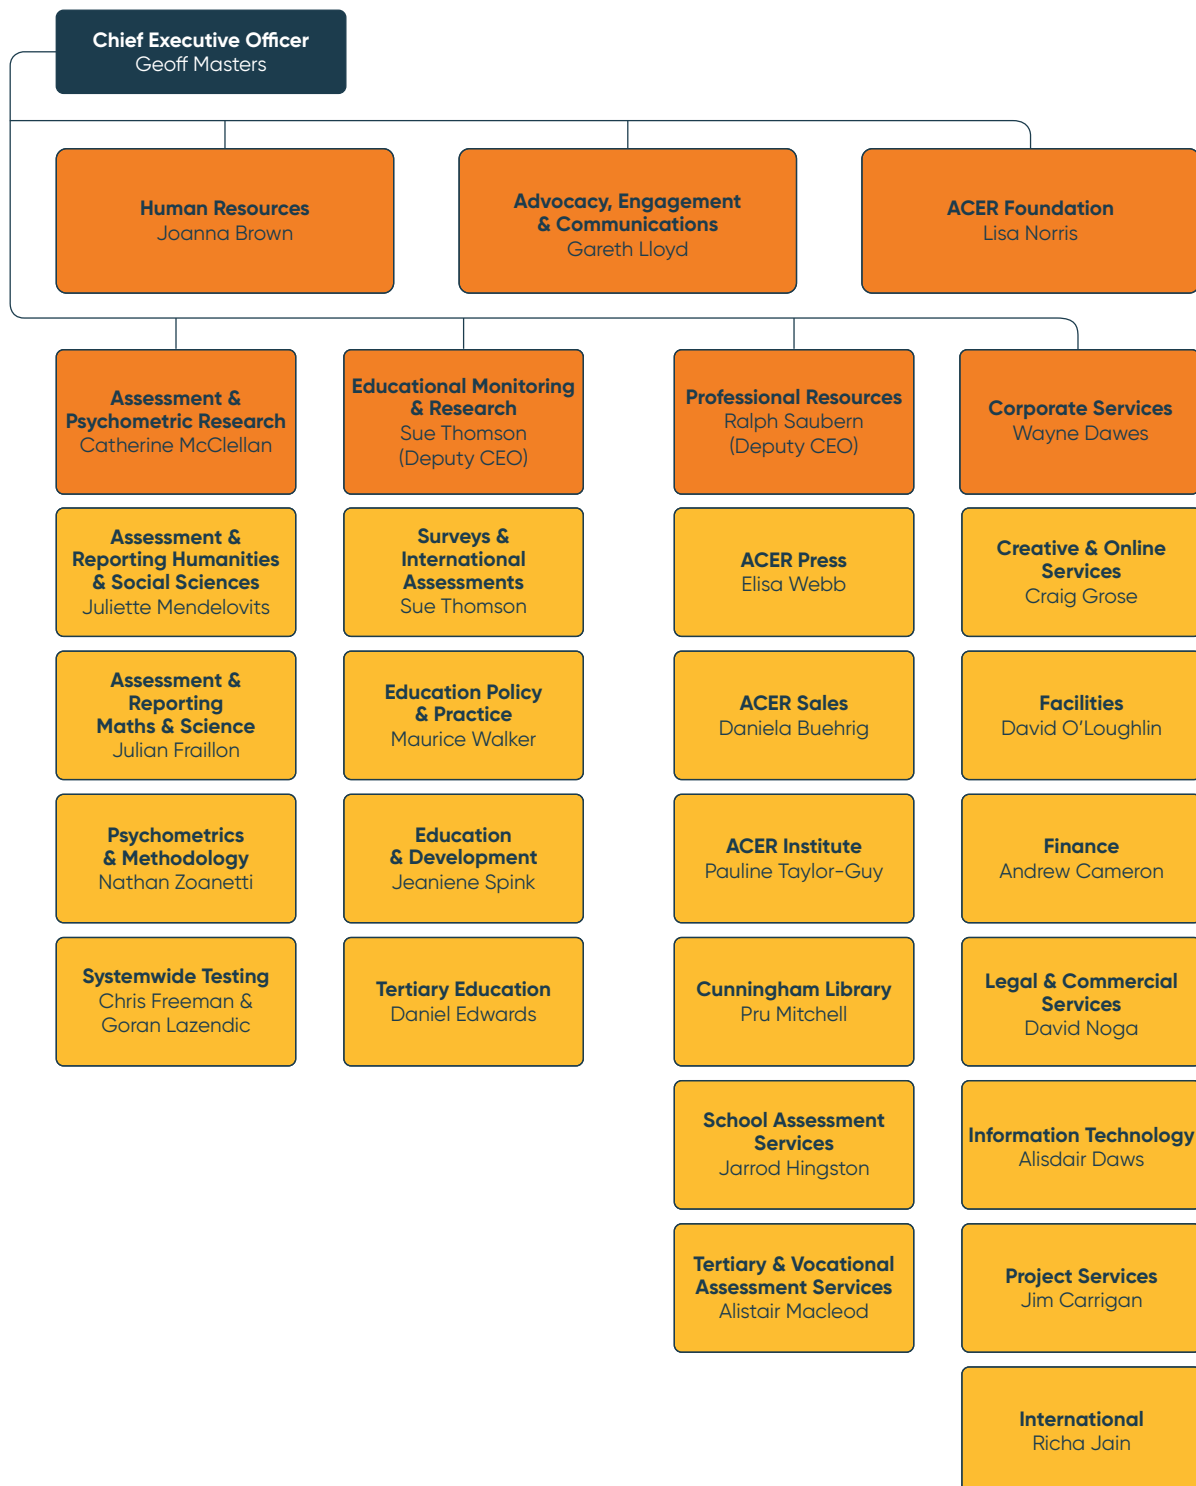 Chief Executive Officer
Geoff Masters
Human Resources
Joanna Brown
Advocacy, Engagement
& Communications
Gareth Lloyd
ACER Foundation
Lisa Norris
Assessment &
Psychometric Research
Catherine McClellan
Educational Monitoring
& Research
Sue Thomson
(Deputy CEO)
Professional Resources
Ralph Saubern
(Deputy CEO)
Corporate Services
Wayne Dawes
Assessment &
Reporting Humanities
& Social Sciences
Juliette Mendelovits
Surveys &
International
Assessments
Sue Thomson
ACER Press
Elisa Webb
Creative & Online
Services
Craig Grose
Assessment &
Reporting
Maths & Science
Julian Fraillon
Education Policy
& Practice
Maurice Walker
ACER Sales
Daniela Buehrig
Facilities
David O’Loughlin
Psychometrics
& Methodology
Nathan Zoanetti
Education
& Development
Jeaniene Spink
ACER Institute
Pauline Taylor-Guy
Finance
Andrew Cameron
Systemwide Testing
Chris Freeman &
Goran Lazendic
Tertiary Education
Daniel Edwards
Cunningham Library
Pru Mitchell
Legal & Commercial
Services
David Noga
School Assessment
Services
Jarrod Hingston
Information Technology
Alisdair Daws
Tertiary & Vocational
Assessment Services
Alistair Macleod
Project Services
Jim Carrigan
International
Richa Jain